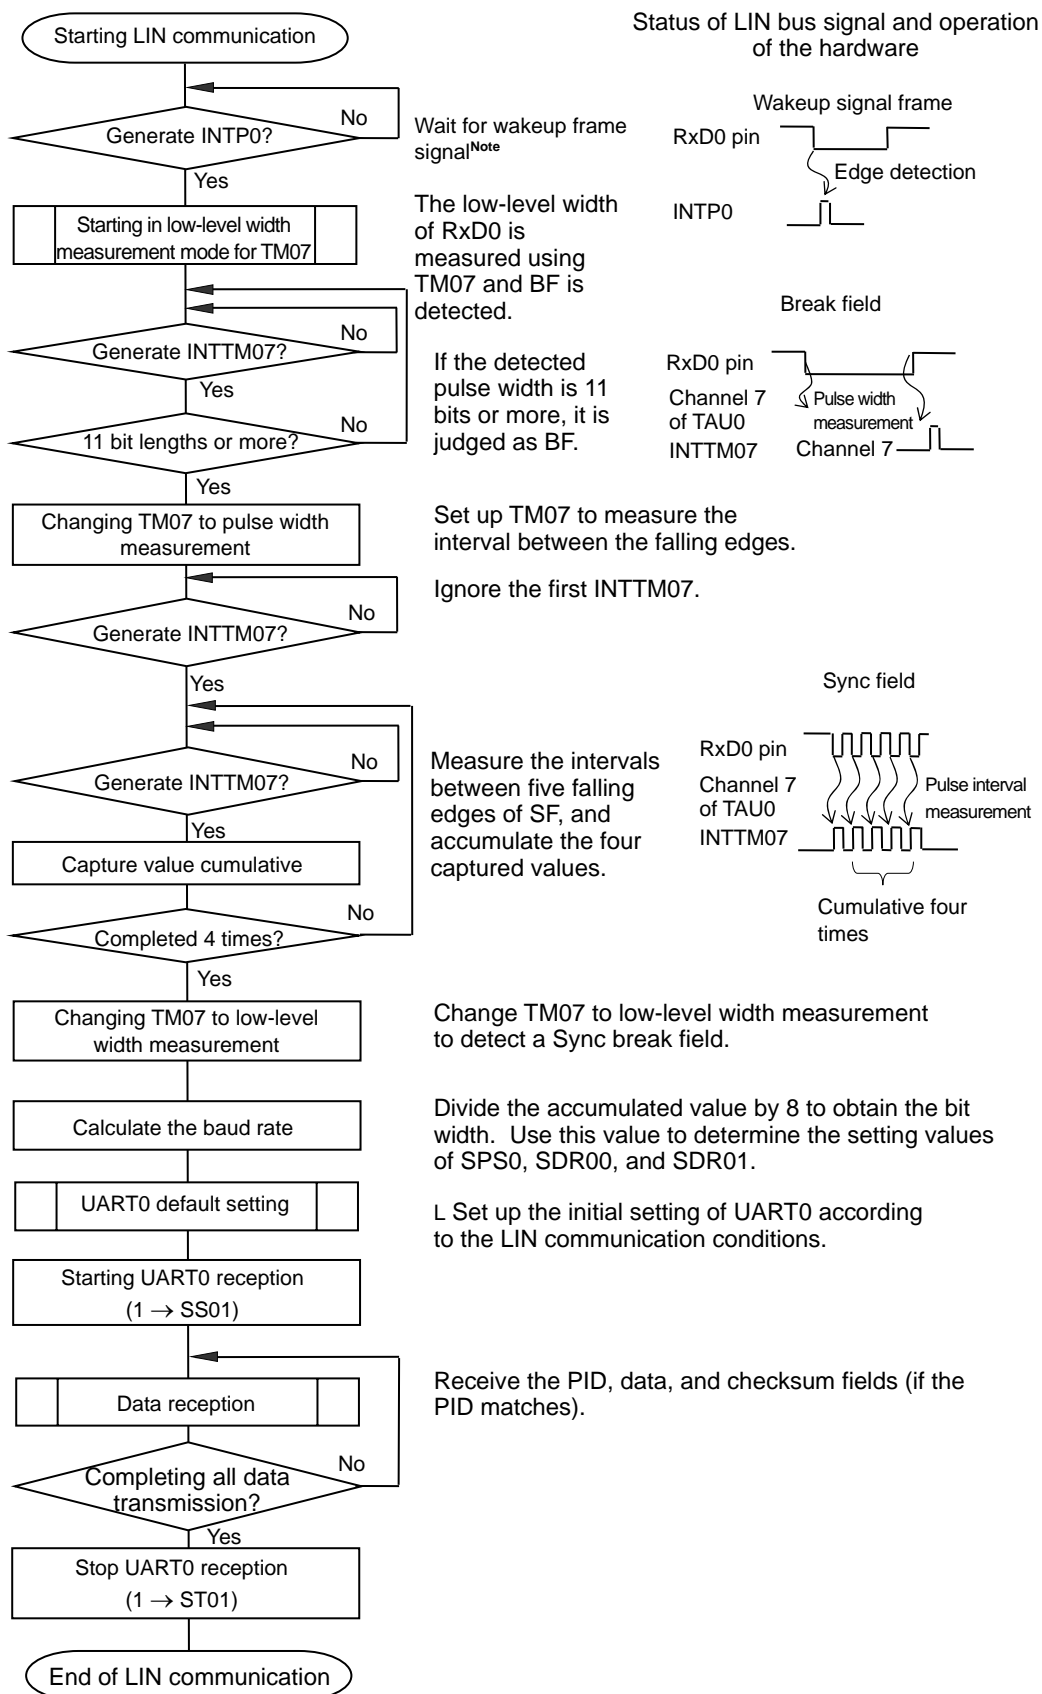 Starting LIN communication
Status of LIN bus signal and operation
of the hardware
Generate INTP0?
No
Yes
Wait for wakeup frame
signalNote
Wakeup signal frame
RxD0 pin
Edge detection
INTP0
Starting in low-level width
measurement mode for TM07
The low-level width
of RxD0 is
measured using
TM07 and BF is
detected.
Generate INTTM07?
No
Yes
11 bit lengths or more?
No
Yes
If the detected
pulse width is 11
bits or more, it is
judged as BF.
Break field
RxD0 pin
Channel 7
of TAU0
INTTM07
Pulse width
measurement
Channel 7
Changing TM07 to pulse width
measurement
Set up TM07 to measure the
interval between the falling edges.
Ignore the first INTTM07.
Generate INTTM07?
No
Yes
Generate INTTM07?
No
Yes
Capture value cumulative
Completed 4 times?
No
Yes
Measure the intervals
between five falling
edges of SF, and
accumulate the four
captured values.
Sync field
RxD0 pin
Channel 7
of TAU0
INTTM07
Pulse interval
measurement
Cumulative four
times
Changing TM07 to low-level
width measurement
Change TM07 to low-level width measurement
to detect a Sync break field.
Calculate the baud rate
Divide the accumulated value by 8 to obtain the bit
width. Use this value to determine the setting values
of SPS0, SDR00, and SDR01.
UART0 default setting
L Set up the initial setting of UART0 according
to the LIN communication conditions.
Starting UART0 reception
(1 → SS01)
Data reception
Receive the PID, data, and checksum fields (if the
PID matches).
Completing all data
transmission?
No
Yes
Stop UART0 reception
(1 → ST01)
End of LIN communication